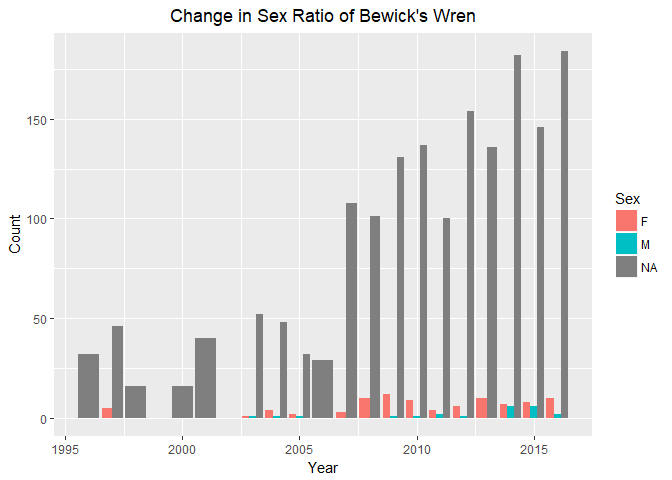 Change in Sex Ratio of Bewick's Wren
Count
150
100
50
0
1995 2000 2005 2010 2015
Year
Sex
F
M
NA